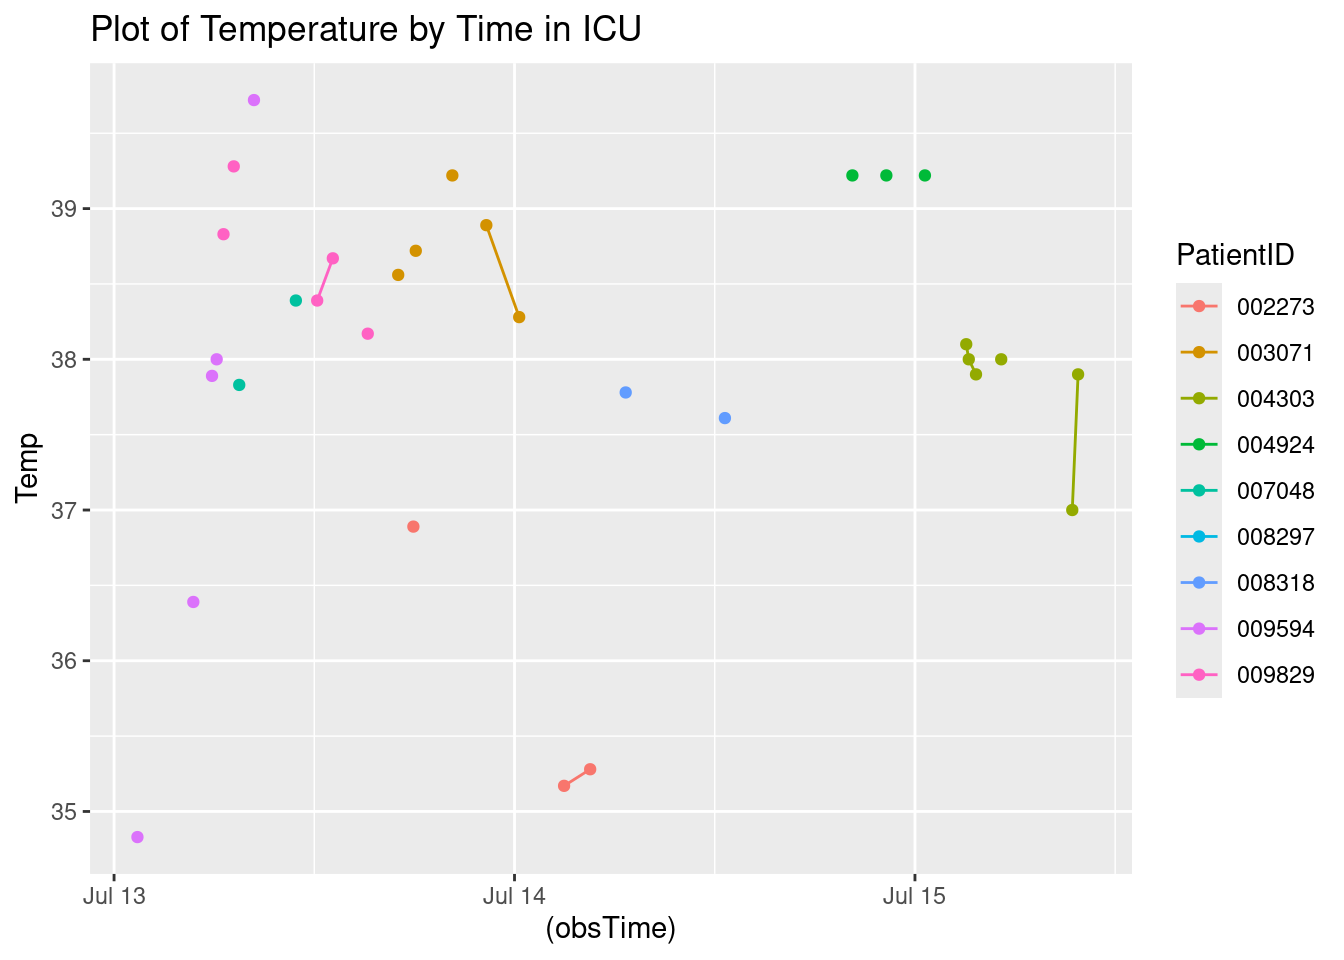 Plot of Temperature by Time in ICU
39
38
37
36
35
Temp
Jul 13
Jul 14
Jul 15
(obsTime)
PatientID
002273
003071
004303
004924
007048
008297
008318
009594
009829